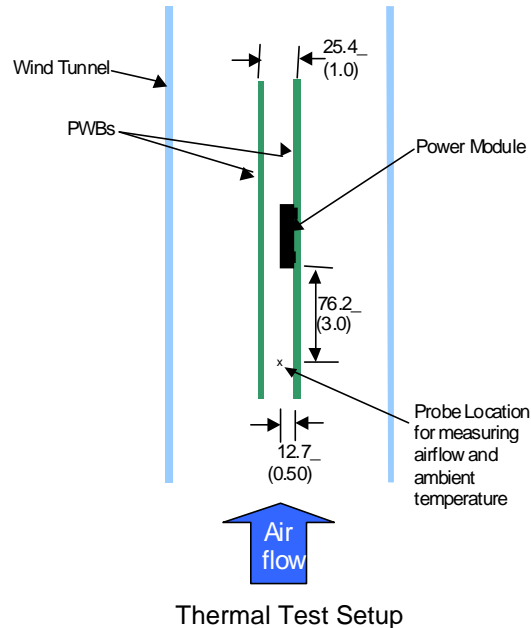 25.4_
(1.0)
Wind Tunnel
PWBs
Power Module
76.2_
(3.0)
x
Probe Location
for measuring
airflow and
ambient
temperature
12.7_
(0.50)
Air
flow
Thermal Test Setup